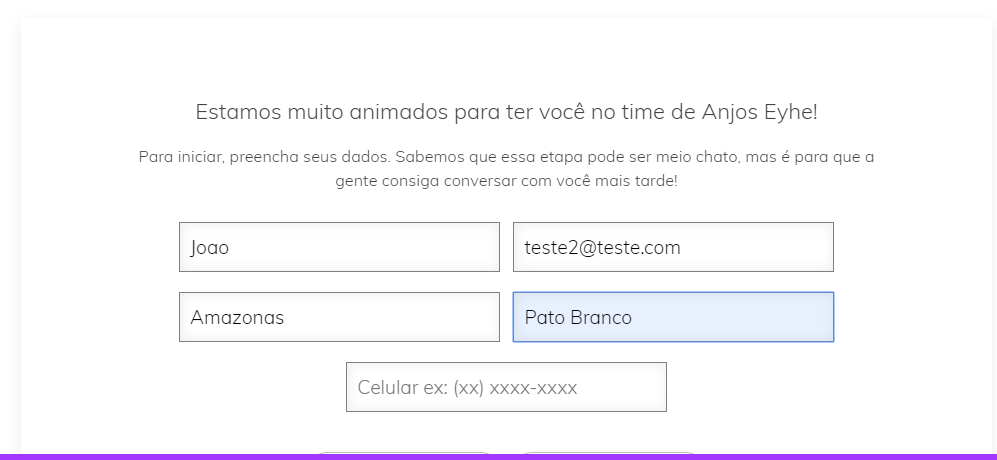 Estamos muito animados para ter você no time de Anjos Eyhe!
Para iniciar, preencha seus dados. Sabemos que essa etapa pode ser meio chato, mas é para que a
gente consiga conversar com você mais tarde!
Joao
teste2@teste.com
Amazonas
Pato Branco
Celular ex: (xx) xxxx-xxxx